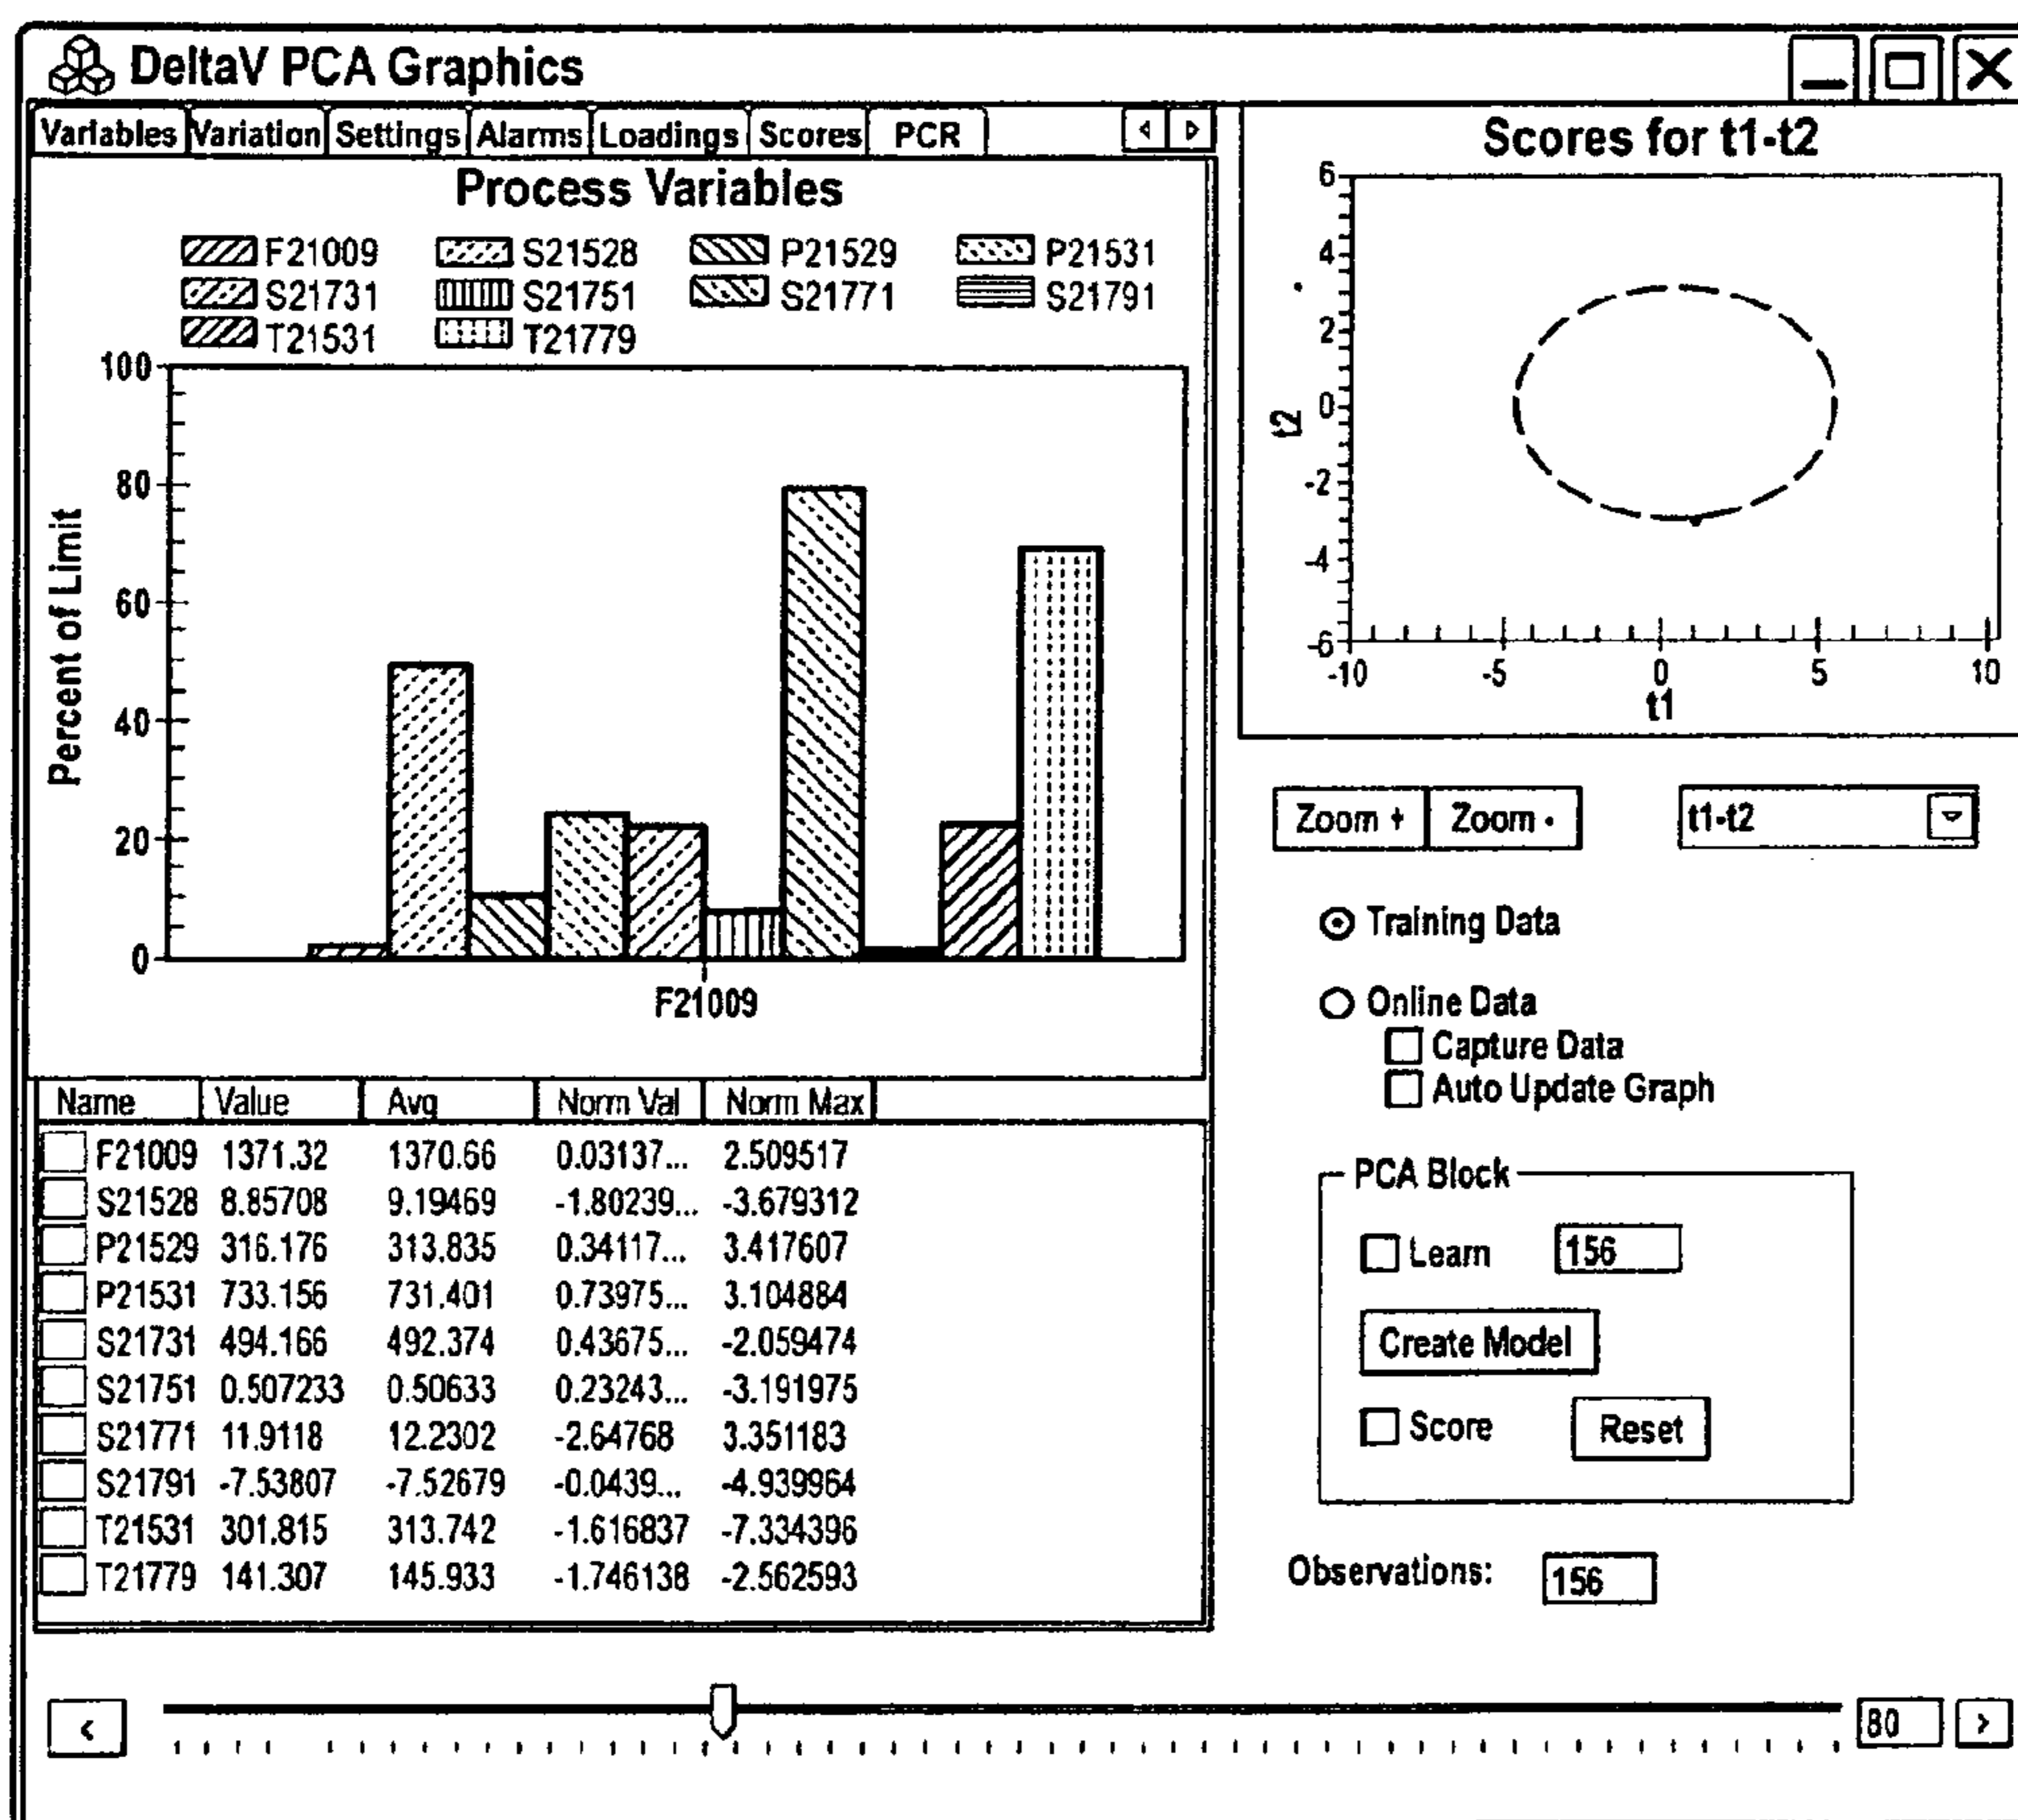 DeltaV PCA Graphics
Variables Variation Settings Alarms Loadings Scores PCR
Process Variables
F21009 S21528 P21529 P21531
S21731 S21751 S21771 S21791
T21531 T21779
100
80
60
40
20
0
Percent of Limit
F21009
Name Value Avg Norm Val Norm Max
F21009 1371.32 1370.66 0.03137... 2.509517
S21528 8.85708 9.19469 -1.80239... -3.679312
P21529 316.176 313.835 0.34117... 3.417607
P21531 733.156 731.401 0.73975... 3.104884
S21731 494.166 492.374 0.43675... -2.059474
S21751 0.507233 0.50633 0.23243... -3.191975
S21771 11.9118 12.2302 -2.64768 3.351183
S21791 -7.53807 -7.52679 -0.0439... -4.939964
T21531 301.815 313.742 -1.616837 -7.334396
T21779 141.307 145.933 -1.746138 -2.562593
Scores for t1-t2
6
4
2
0
-2
-4
-6
t2
-10 -5 0 5 10
t1
Zoom + Zoom - t1-t2
Training Data
Online Data
Capture Data
Auto Update Graph
PCA Block
Learn 156
Create Model
Score Reset
Observations: 156
< 80 >